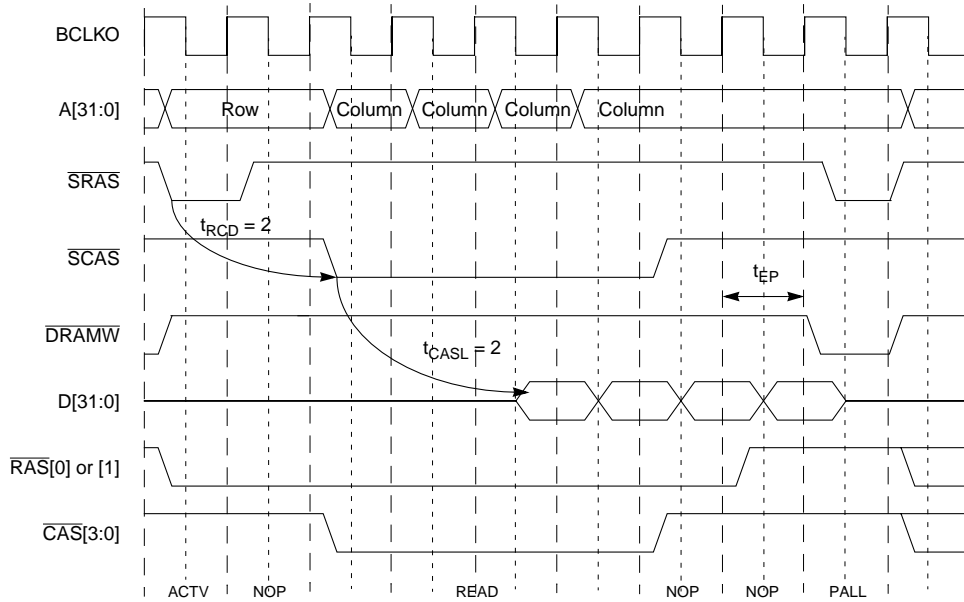 BCLKO
A[31:0] Row Column Column Column Column
SRAS
tRCD = 2
SCAS
tEP
DRAMW
tCASL = 2
D[31:0]
RAS[0] or [1]
CAS[3:0]
ACTV NOP READ NOP NOP PALL